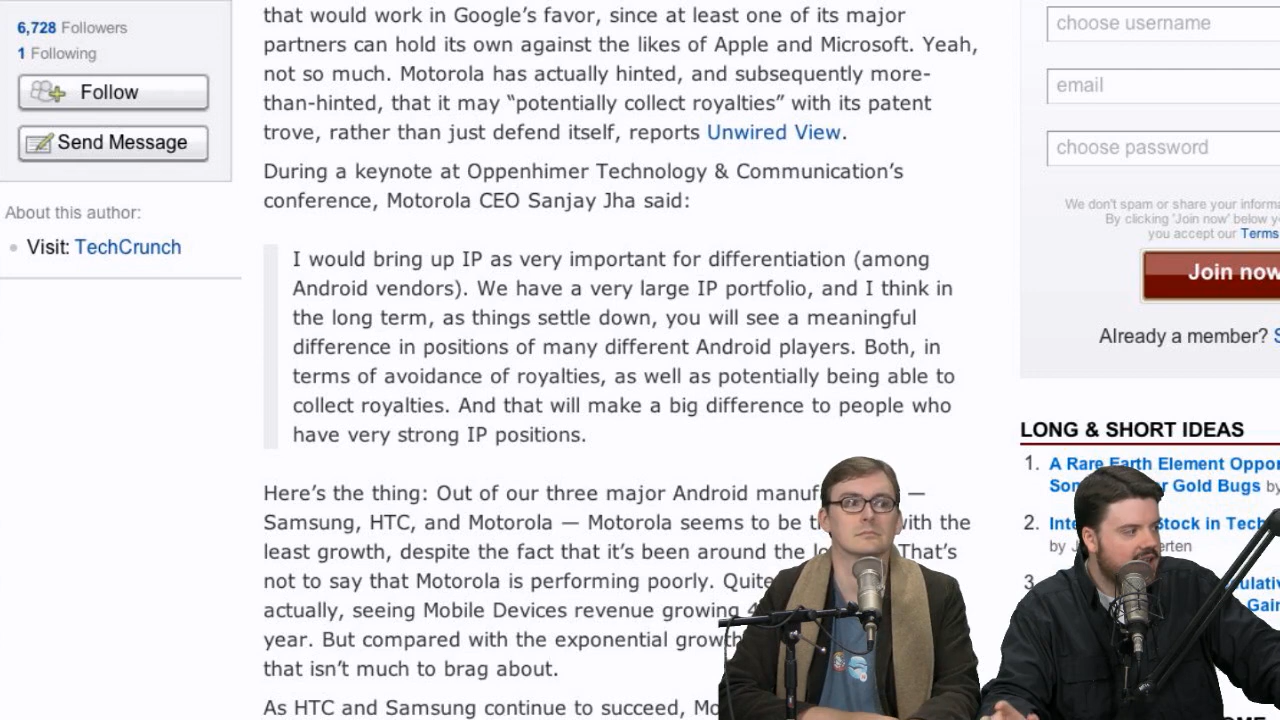 6,728 Followers
1 Following
Follow
Send Message
About this author:
Visit: TechCrunch
that would work in Google’s favor, since at least one of its major
partners can hold its own against the likes of Apple and Microsoft. Yeah,
not so much. Motorola has actually hinted, and subsequently more-
than-hinted, that it may “potentially collect royalties” with its patent
trove, rather than just defend itself, reports Unwired View.
During a keynote at Oppenhimer Technology & Communication’s
conference, Motorola CEO Sanjay Jha said:
I would bring up IP as very important for differentiation (among
Android vendors). We have a very large IP portfolio, and I think in
the long term, as things settle down, you will see a meaningful
difference in positions of many different Android players. Both, in
terms of avoidance of royalties, as well as potentially being able to
collect royalties. And that will make a big difference to people who
have very strong IP positions.
Here’s the thing: Out of our three major Android manuf —
Samsung, HTC, and Motorola — Motorola seems to be with the
least growth, despite the fact that it’s been around the That’s
not to say that Motorola is performing poorly. Quite
actually, seeing Mobile Devices revenue growing
year. But compared with the exponential growth
that isn’t much to brag about.
As HTC and Samsung continue to succeed, Mo
choose username
email
choose password
We don't spam or share your informa
By clicking 'Join now' below y
you accept our Terms
Join now
Already a member? S
LONG & SHORT IDEAS
1. A Rare Earth Element Oppor
Gold Bugs by
2. Stock in Tech
by
3.